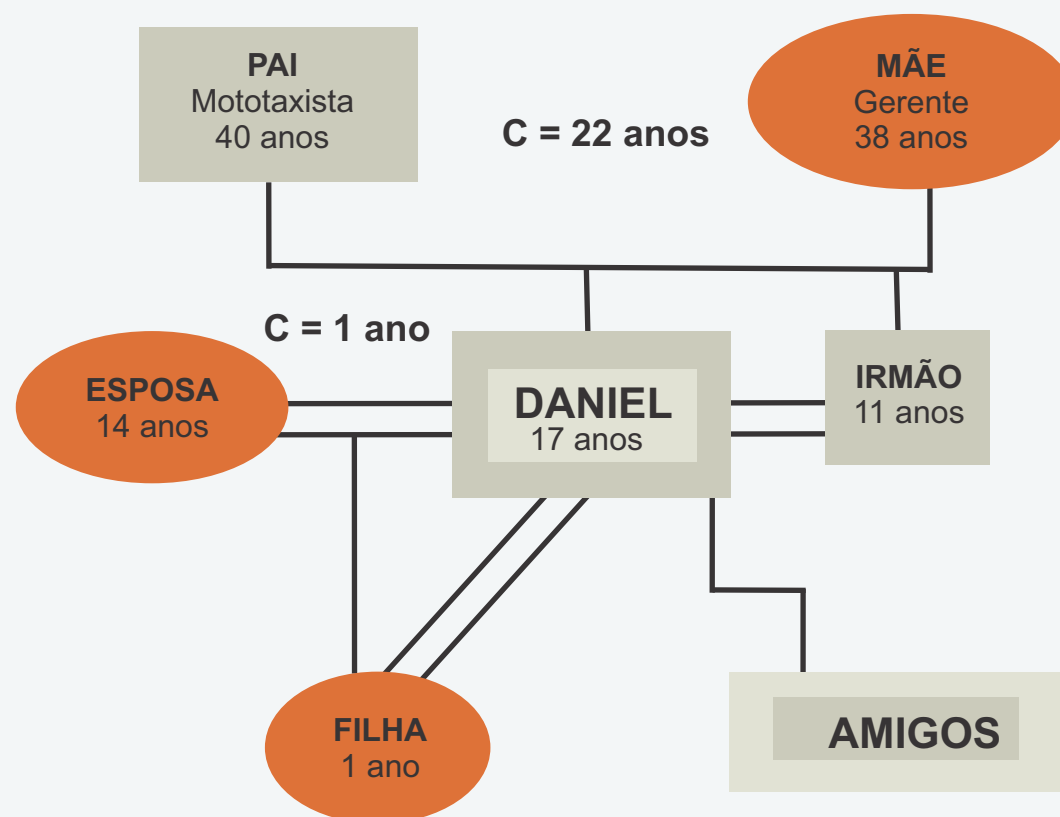 PAI
Mototaxista
40 anos
MÃE
Gerente
38 anos
C = 22 anos
C = 1 ano
ESPOSA
14 anos
DANIEL
17 anos
IRMÃO
11 anos
FILHA
1 ano
AMIGOS